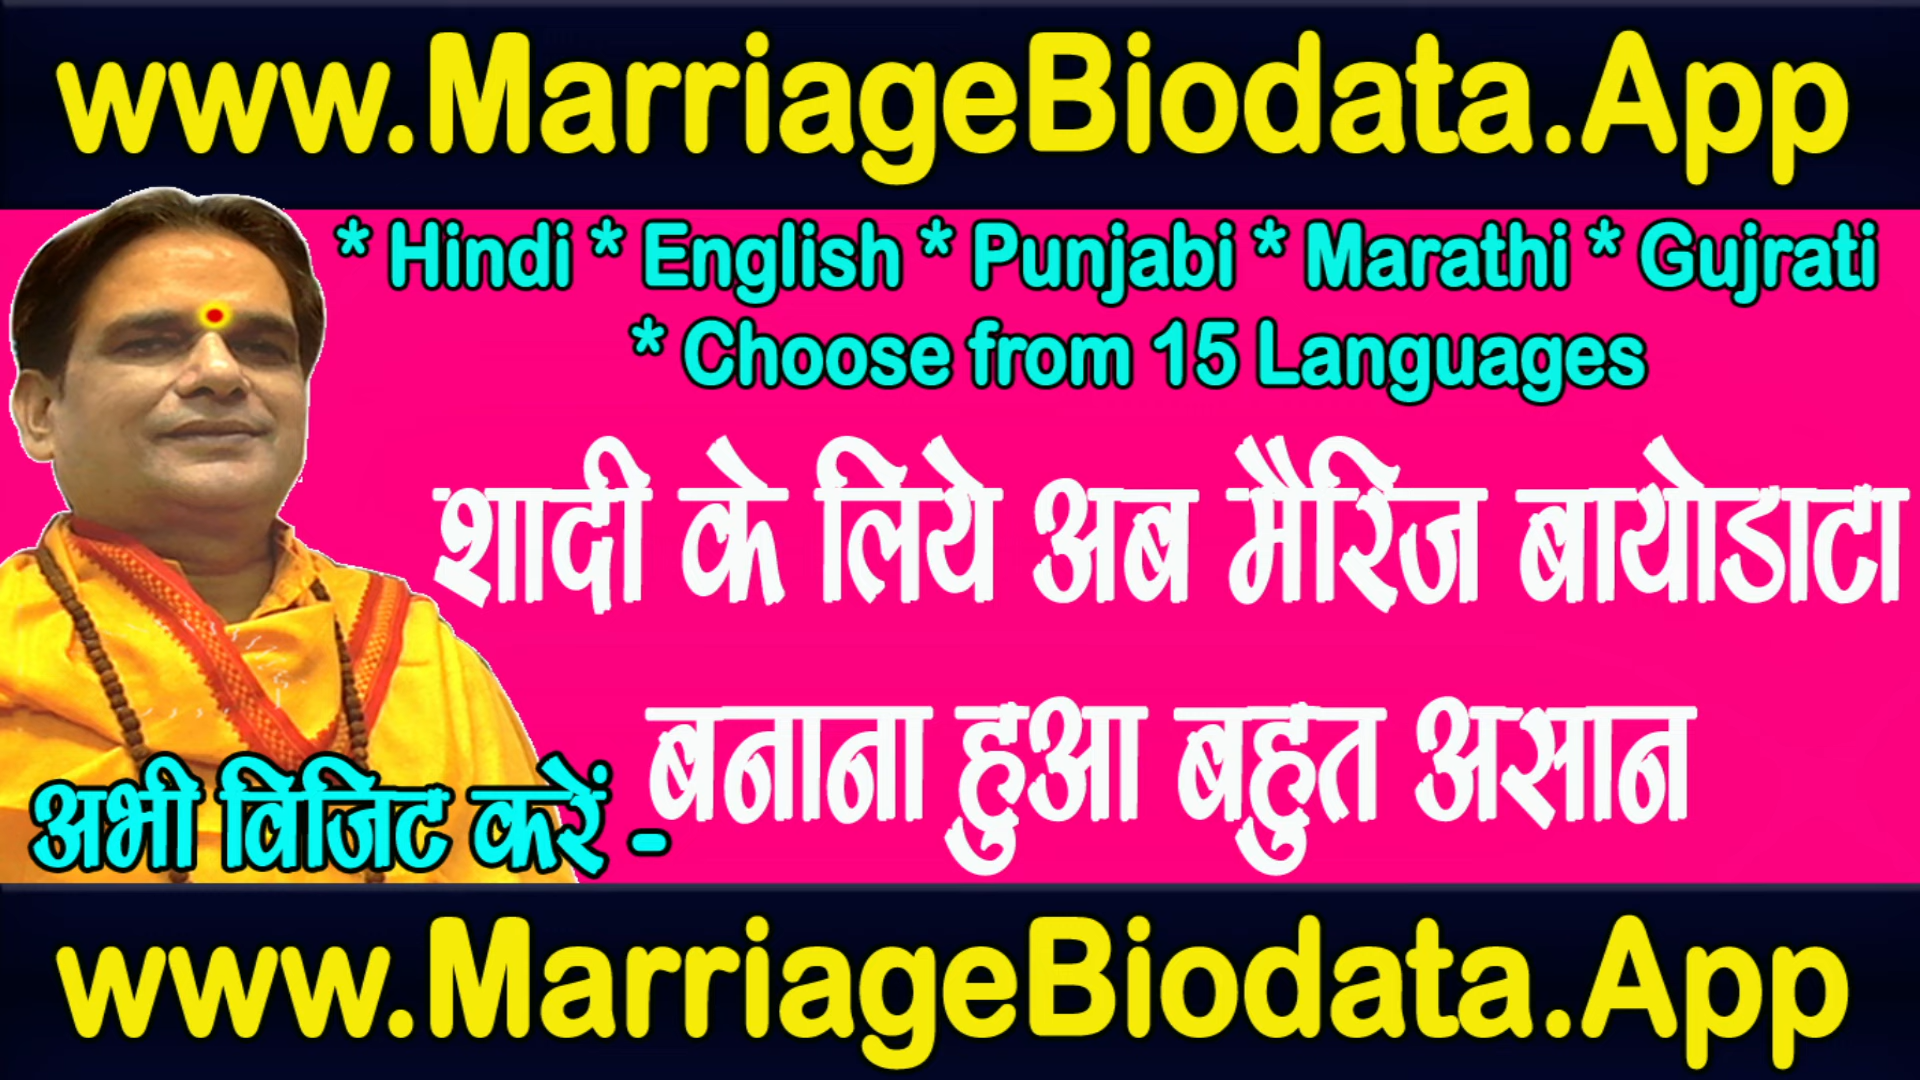 www.MarriageBiodata.App
* Hindi * English * Punjabi * Marathi * Gujrati
* Choose from 15 Languages
शादी के लिये अब मैरिज बायोडाटा
बनाना हुआ बहुत असान
अभी विजिट करें -
www.MarriageBiodata.App